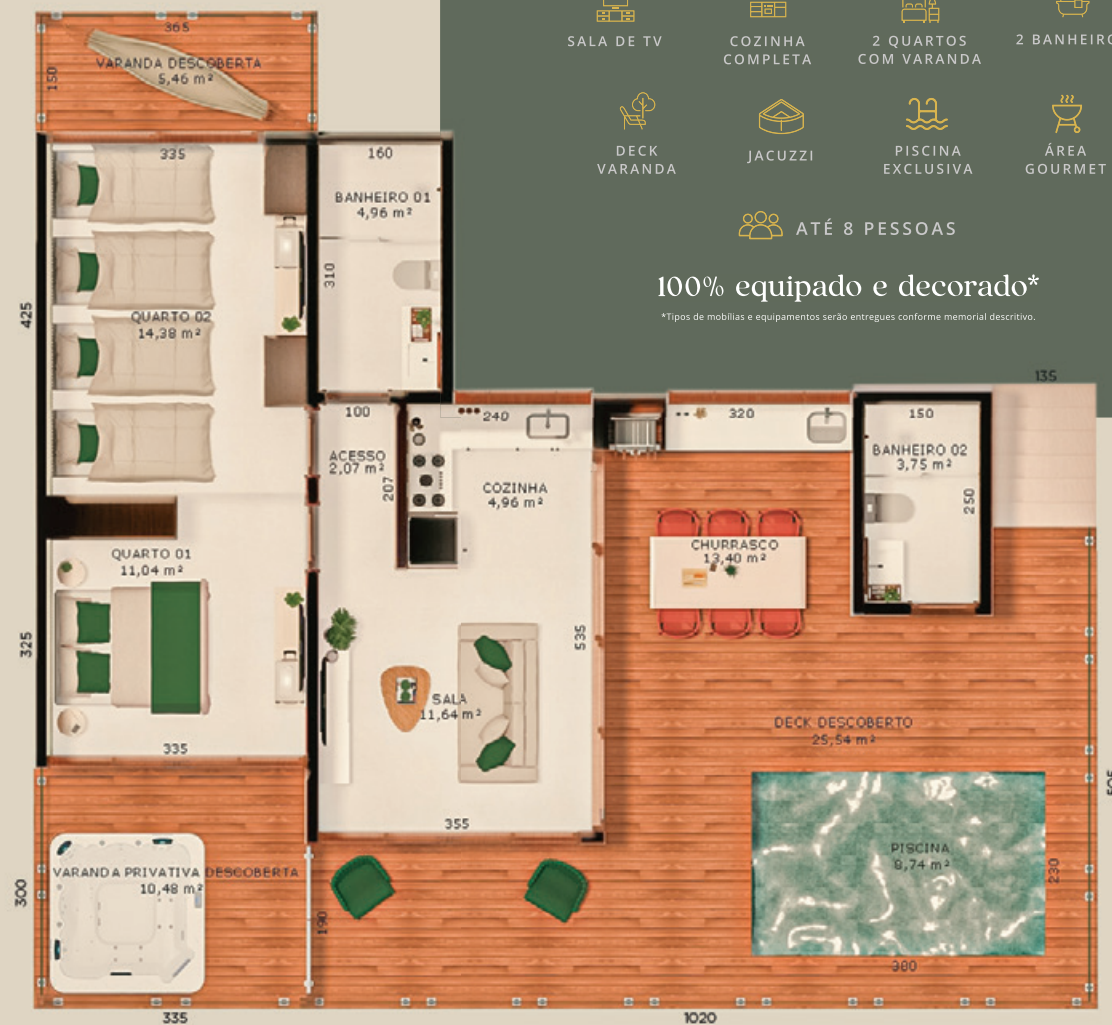 SALA DE TV
COZINHA
COMPLETA
2 QUARTOS
COM VARANDA
2 BANHEIRO
DECK
VARANDA
JACUZZI
PISCINA
EXCLUSIVA
ÁREA
GOURMET
ATÉ 8 PESSOAS
100% equipado e decorado*
*Tipos de mobílias e equipamentos serão entregues conforme memorial descritivo.
365
VARANDA DESCOBERTA
5,46 m²
150
335
160
BANHEIRO 01
4,96 m²
310
425
QUARTO 02
14,38 m²
135
100
240
320
150
ACESSO
2,07 m²
207
COZINHA
4,96 m²
BANHEIRO 02
3,75 m²
250
QUARTO 01
11,04 m²
CHURRASCO
13,40 m²
325
535
SALA
11,64 m²
DECK DESCOBERTO
25,54 m²
335
355
PISCINA
8,74 m²
230
380
VARANDA PRIVATIVA DESCOBERTA
10,48 m²
300
190
335
1020